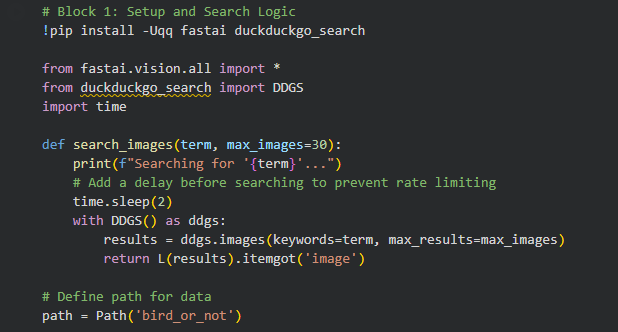 # Block 1: Setup and Search Logic
!pip install -Uqq fastai duckduckgo_search

from fastai.vision.all import *
from duckduckgo_search import DDGS
import time

def search_images(term, max_images=30):
    print(f"Searching for '{term}'...")
    # Add a delay before searching to prevent rate limiting
    time.sleep(2)
    with DDGS() as ddgs:
        results = ddgs.images(keywords=term, max_results=max_images)
        return L(results).itemgot('image')

# Define path for data
path = Path('bird_or_not')